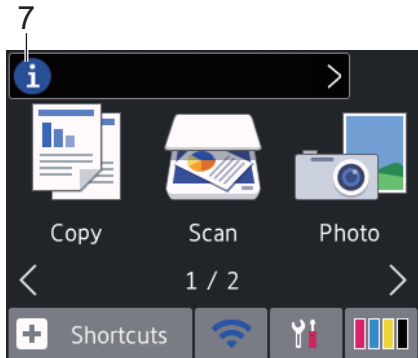 7
i >
Copy Scan Photo
< 1 / 2 >
+ Shortcuts